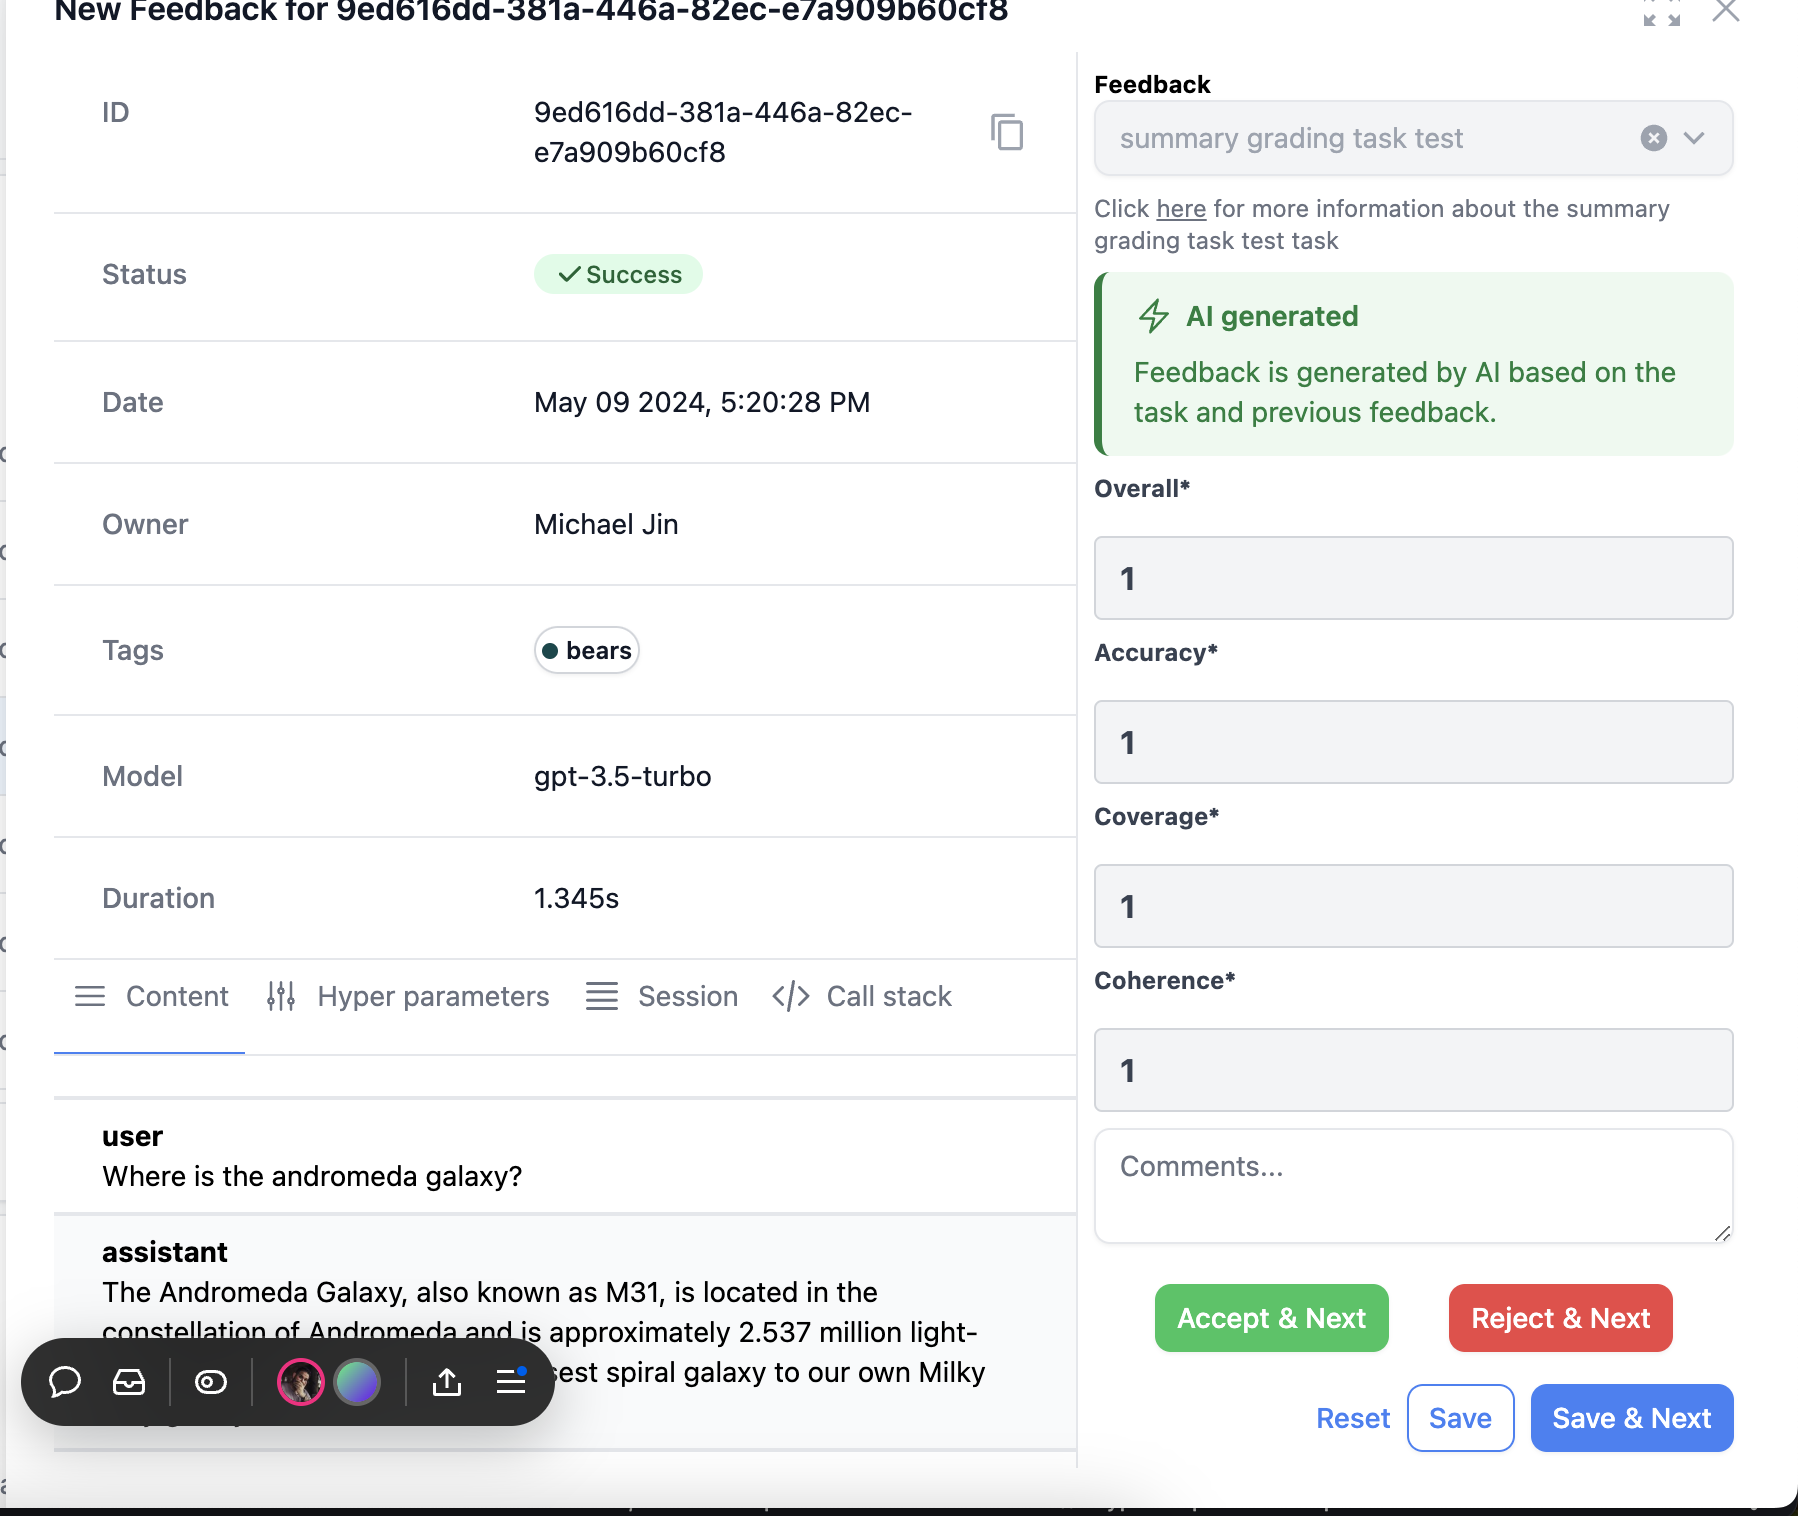 New Feedback for 9ed616dd-381a-446a-82ec-e7a909b60cf8
ID
9ed616dd-381a-446a-82ec-
e7a909b60cf8
Status
Success
Date
May 09 2024, 5:20:28 PM
Owner
Michael Jin
Tags
bears
Model
gpt-3.5-turbo
Duration
1.345s
Content
Hyper parameters
Session
Call stack
user
Where is the andromeda galaxy?
assistant
The Andromeda Galaxy, also known as M31, is located in the
constellation of Andromeda and is approximately 2.537 million light-
sest spiral galaxy to our own Milky
Feedback
summary grading task test
Click here for more information about the summary
grading task test task
AI generated
Feedback is generated by AI based on the
task and previous feedback.
Overall*
1
Accuracy*
1
Coverage*
1
Coherence*
1
Comments...
Accept & Next
Reject & Next
Reset
Save
Save & Next